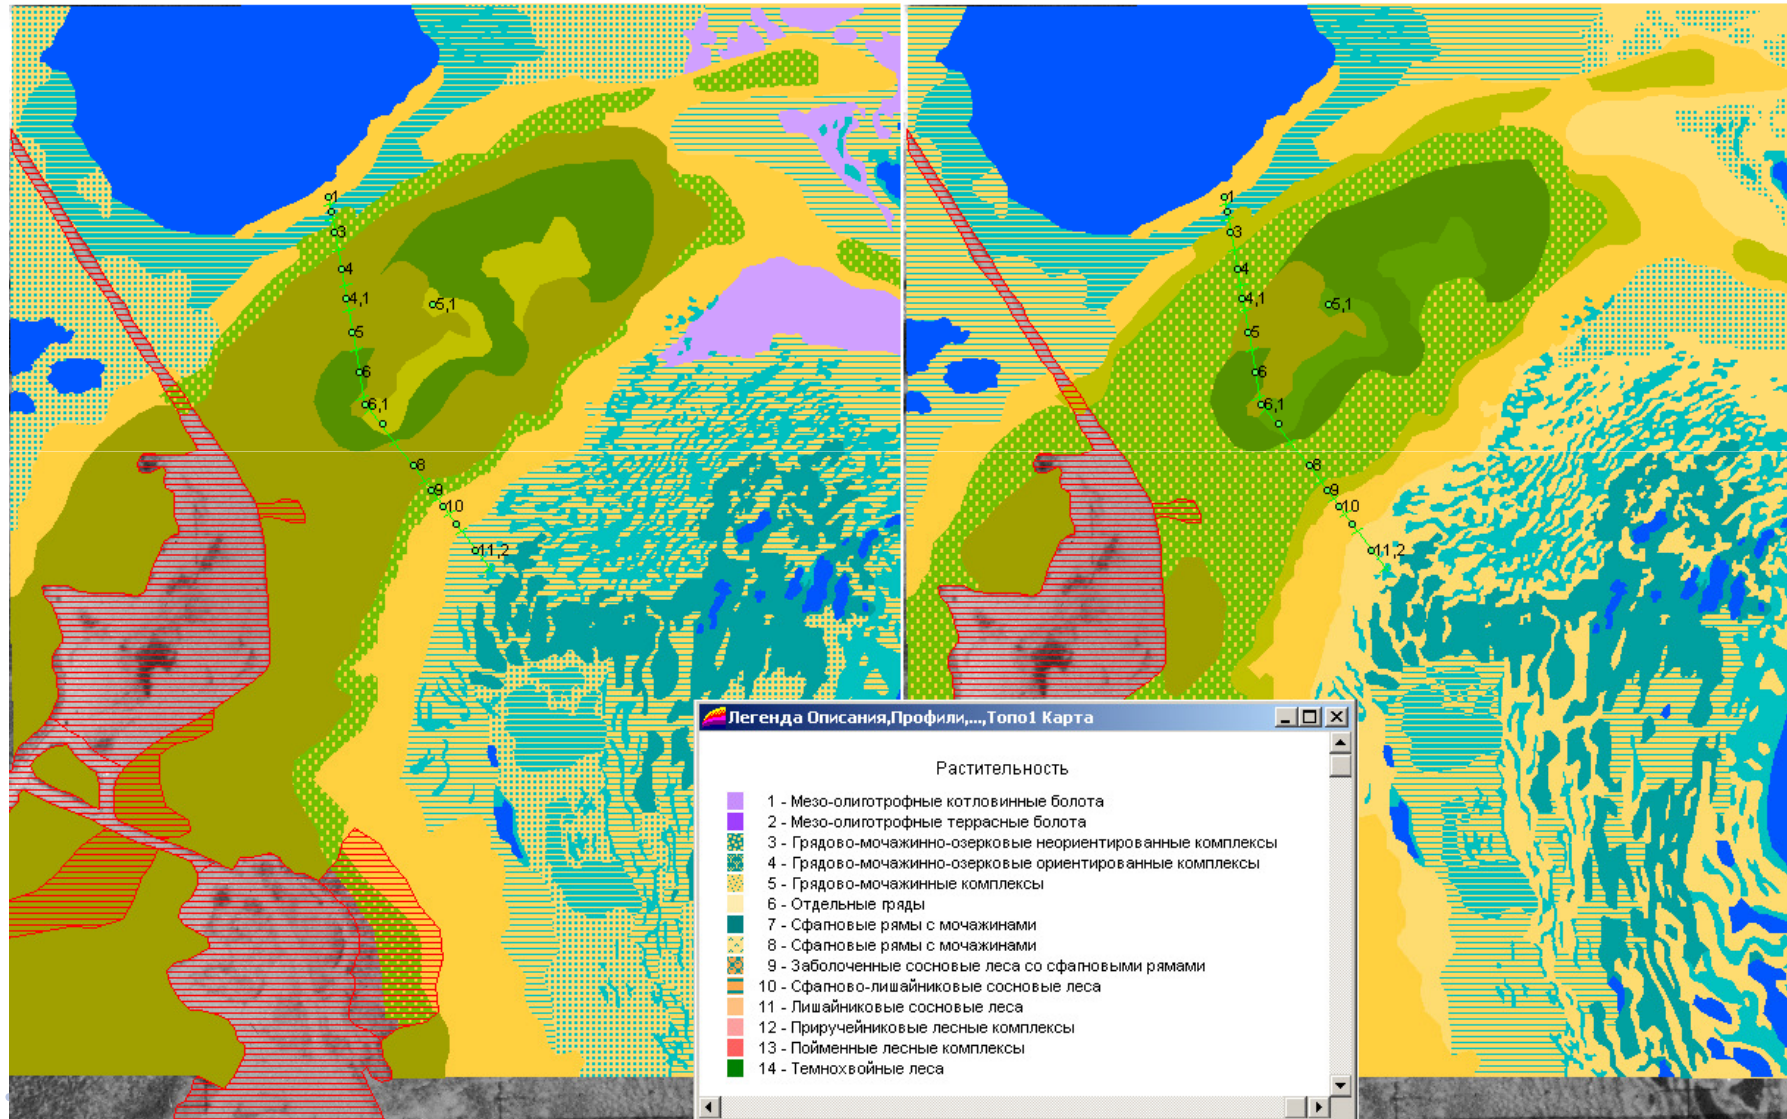 1
3
4
4,1
5,1
5
6
6,1
8
9
10
11,2
1
3
4
4,1
5,1
5
6
6,1
8
9
10
11,2
Легенда Описания,Профили,...,Топо1 Карта
Растительность
1 - Мезо-олиготрофные котловинные болота
2 - Мезо-олиготрофные террасные болота
3 - Грядово-мочажинно-озерковые неориентированные комплексы
4 - Грядово-мочажинно-озерковые ориентированные комплексы
5 - Грядово-мочажинные комплексы
6 - Отдельные гряды
7 - Сфагновые рямы с мочажинами
8 - Сфагновые рямы с мочажинами
9 - Заболоченные сосновые леса со сфагновыми рямами
10 - Сфагново-лишайниковые сосновые леса
11 - Лишайниковые сосновые леса
12 - Приручейниковые лесные комплексы
13 - Пойменные лесные комплексы
14 - Темнохвойные леса